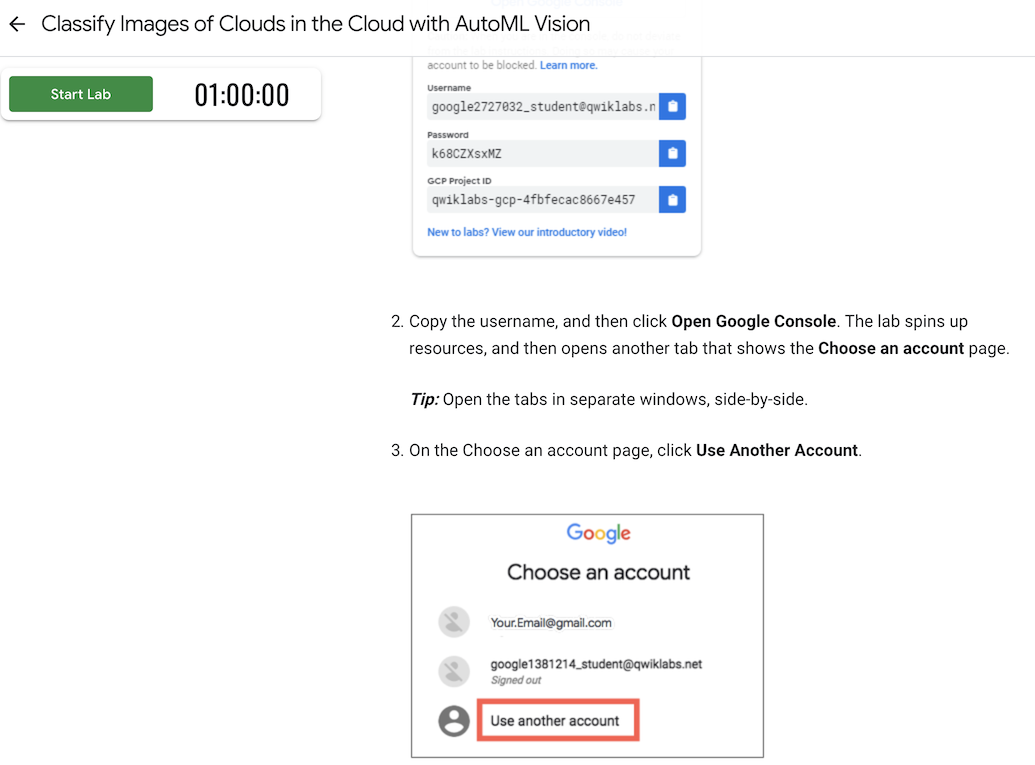 Classify Images of Clouds in the Cloud with AutoML Vision
Start Lab
01:00:00
account to be blocked. Learn more.
Username
google2727032_student@qwiklabs.n
Password
k68CZXsxMZ
GCP Project ID
qwiklabs-gcp-4fbfecac8667e457
New to labs? View our introductory video!
2. Copy the username, and then click Open Google Console. The lab spins up
resources, and then opens another tab that shows the Choose an account page.
Tip: Open the tabs in separate windows, side-by-side.
3. On the Choose an account page, click Use Another Account.
Google
Choose an account
Your.Email@gmail.com
google1381214_student@qwiklabs.net
Signed out
Use another account